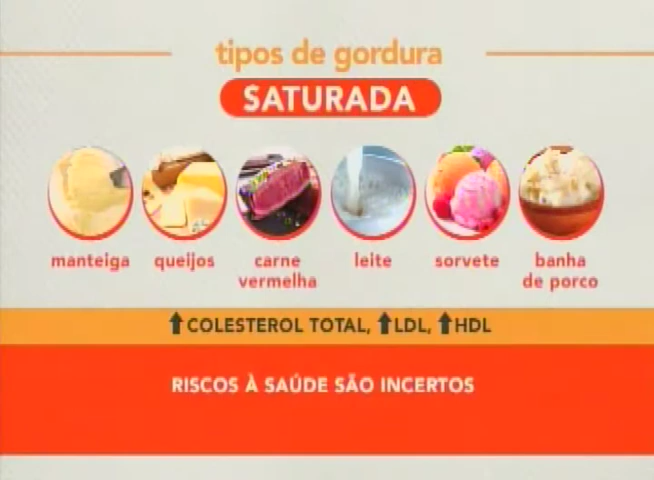 tipos de gordura
SATURADA
manteiga queijos carne vermelha leite sorvete banha de porco
⬆COLESTEROL TOTAL, ⬆LDL, ⬆HDL
RISCOS À SAÚDE SÃO INCERTOS